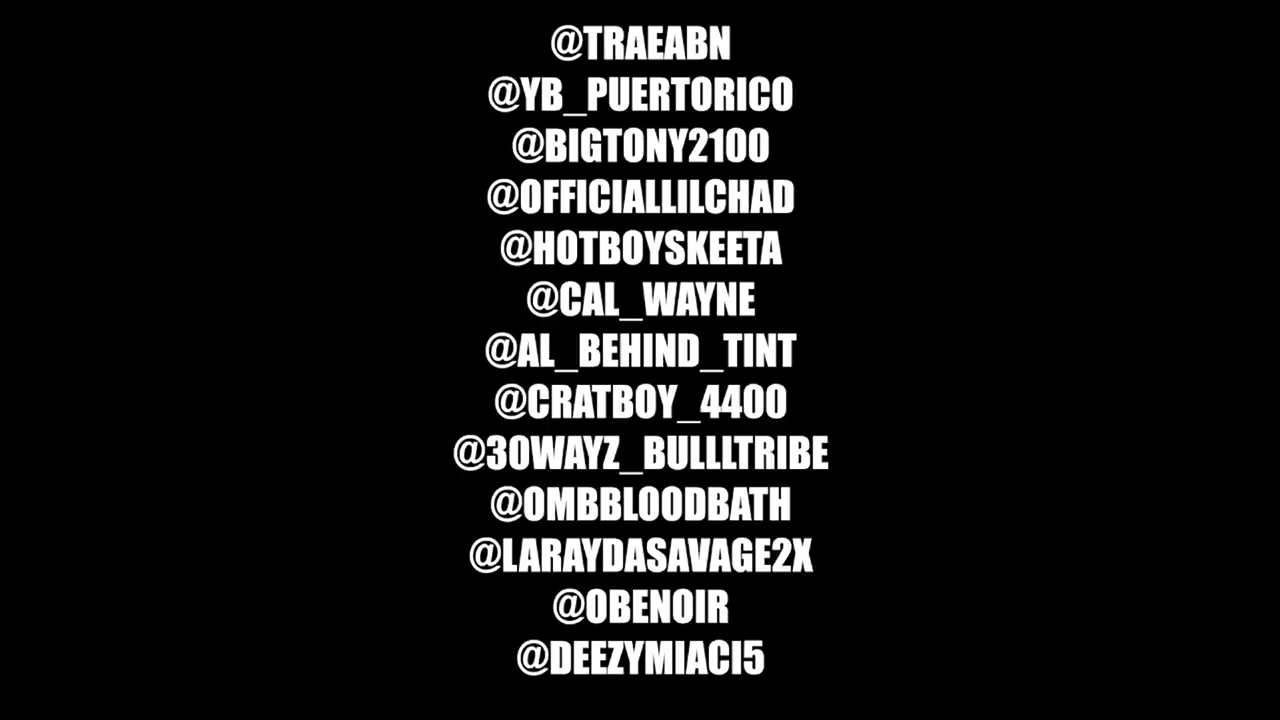 @TRAEABN
@YB_PUERTORICO
@BIGTONY2100
@OFFICIALLILCHAD
@HOTBOYSKEETA
@CAL_WAYNE
@AL_BEHIND_TINT
@CRATBOY_4400
@30WAYZ_BULLLTRIBE
@OMBBLOODBATH
@LARAYDASAVAGE2X
@OBENOIR
@DEEZYMIACI5